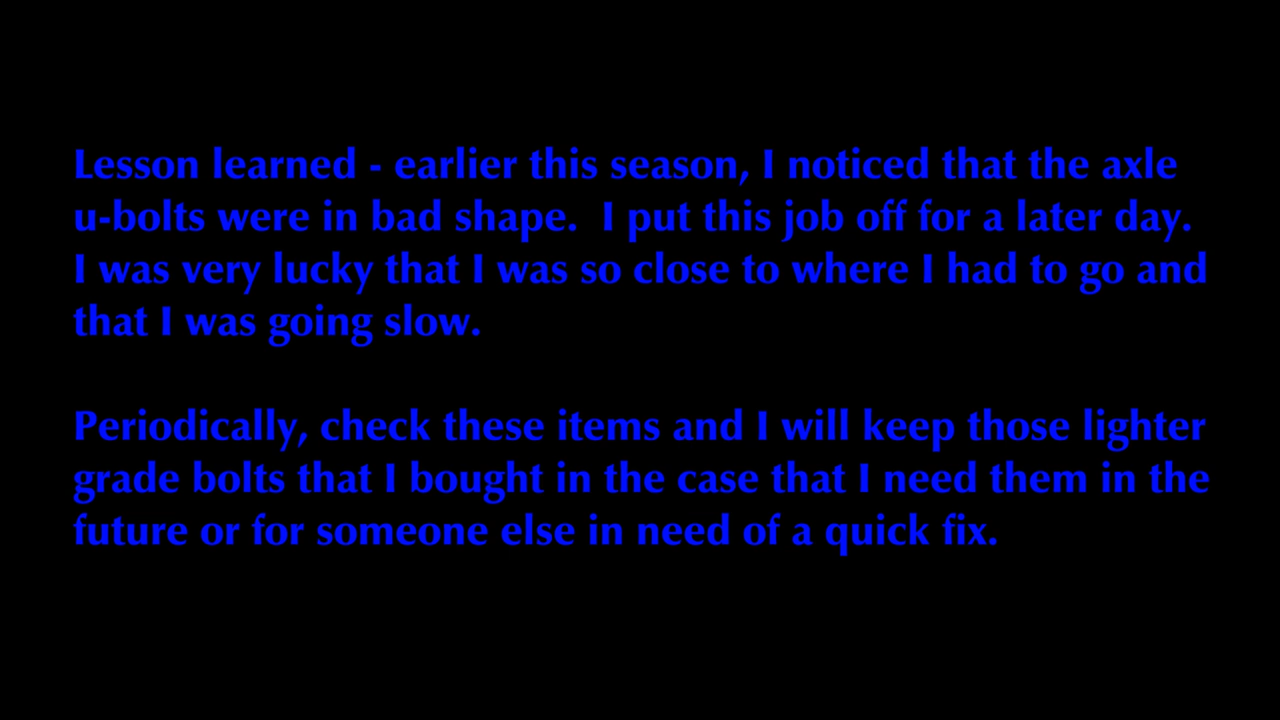 Lesson learned - earlier this season, I noticed that the axle
u-bolts were in bad shape.  I put this job off for a later day.
I was very lucky that I was so close to where I had to go and
that I was going slow.
Periodically, check these items and I will keep those lighter
grade bolts that I bought in the case that I need them in the
future or for someone else in need of a quick fix.